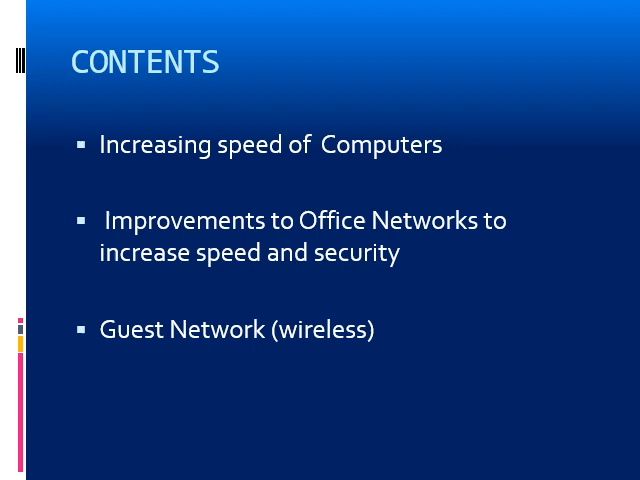 CONTENTS
Increasing speed of Computers
Improvements to Office Networks to
increase speed and security
Guest Network (wireless)